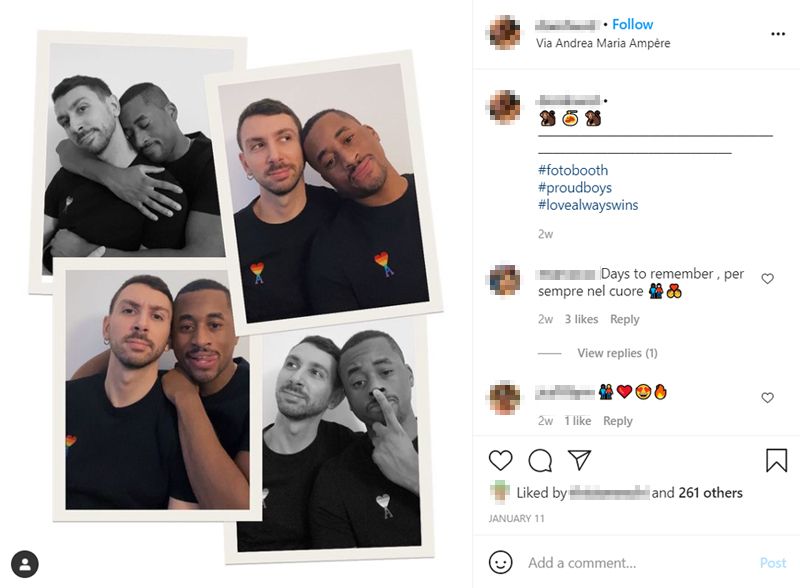 • Follow
Via Andrea Maria Ampère
•
#fotobooth
#proudboys
#lovealwayswins
2w
Days to remember , per
sempre nel cuore
2w 3 likes Reply
View replies (1)
2w 1 like Reply
Liked by and 261 others
JANUARY 11
Add a comment... Post
A
A